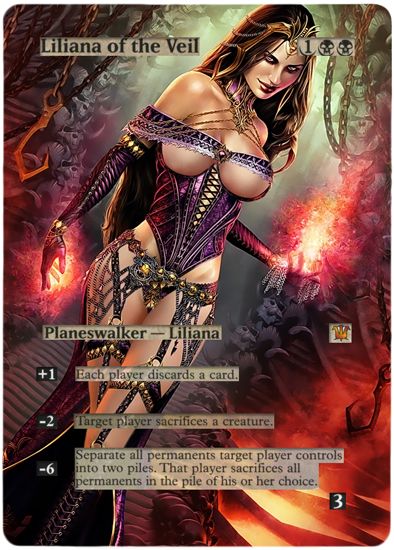 Liliana of the Veil 1
Planeswalker — Liliana
+1 Each player discards a card.
-2 Target player sacrifices a creature.
Separate all permanents target player controls
-6 into two piles. That player sacrifices all
permanents in the pile of his or her choice.
3